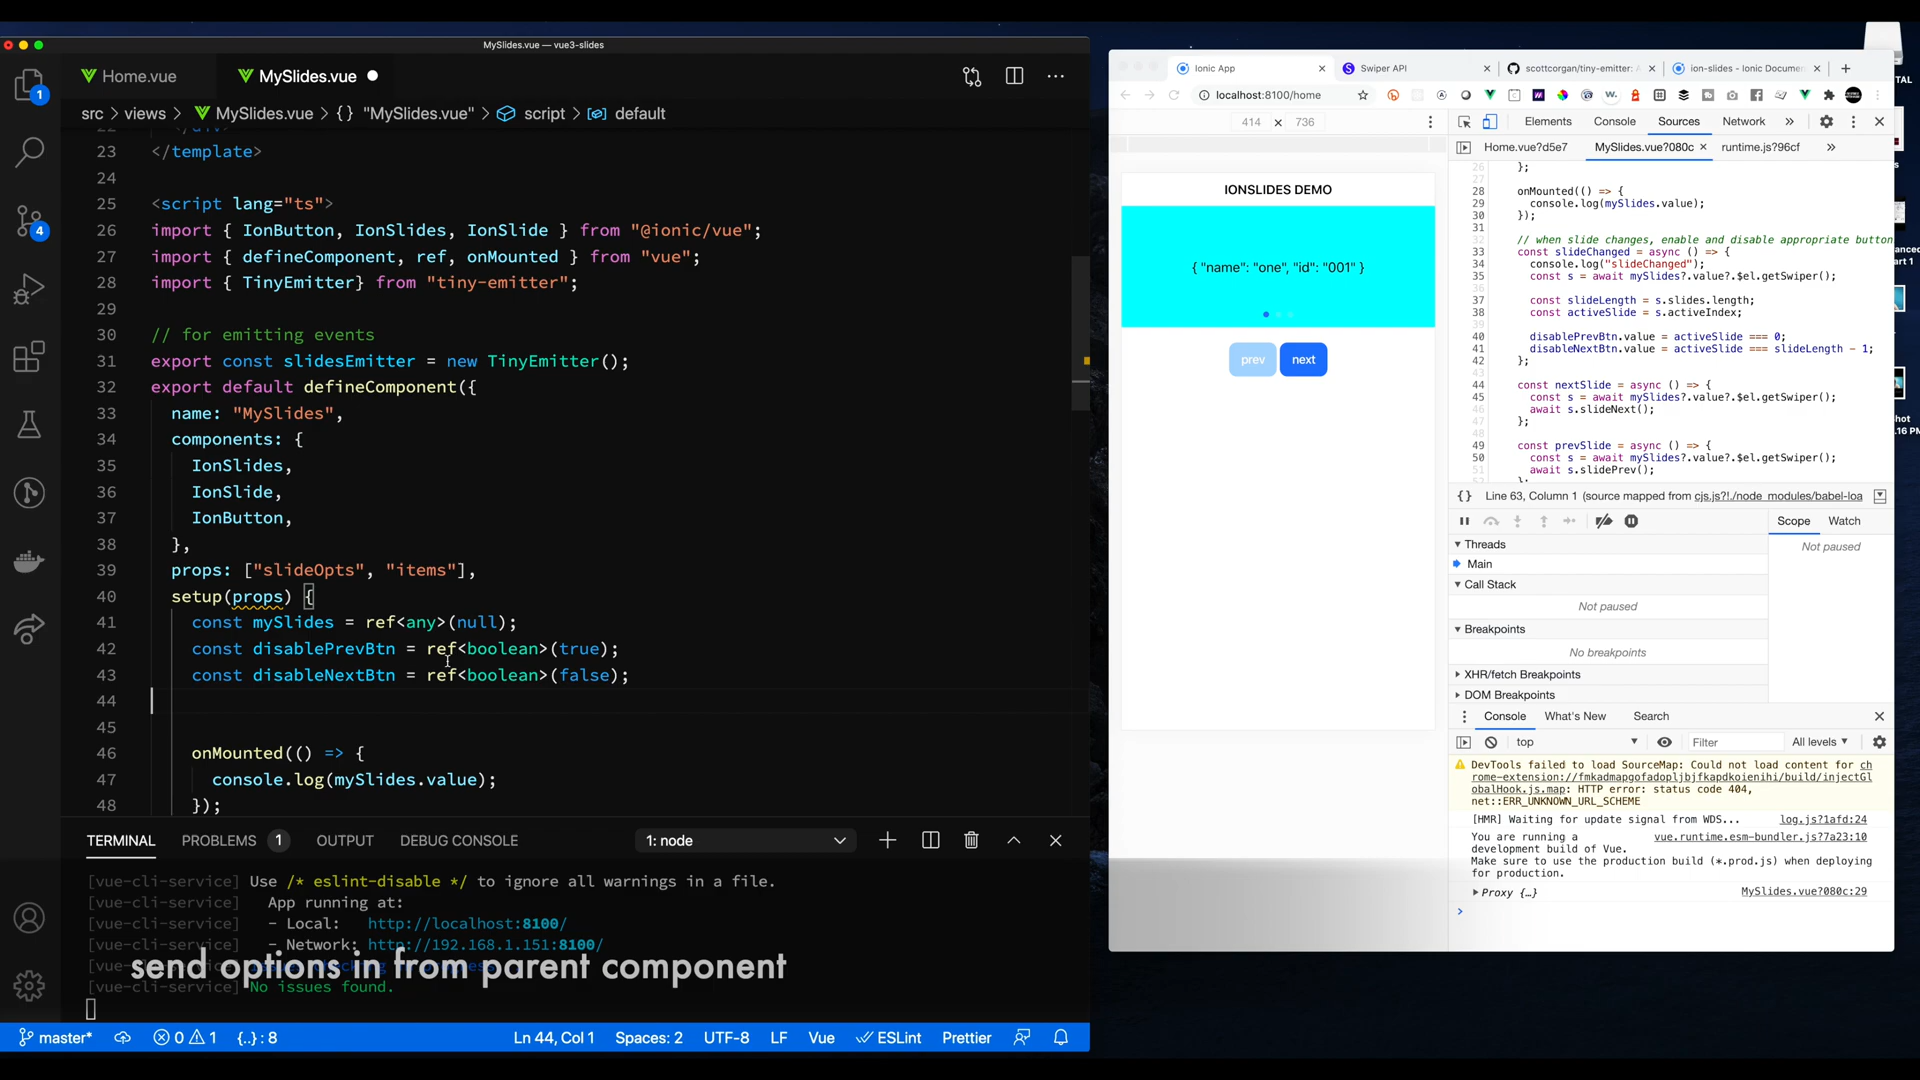 MySlides.vue — vue3-slides
Home.vue
MySlides.vue
src > views > MySlides.vue > {} "MySlides.vue" > script > default
23 </template>
24
25 <script lang="ts">
26 import { IonButton, IonSlides, IonSlide } from "@ionic/vue";
27 import { defineComponent, ref, onMounted } from "vue";
28 import { TinyEmitter} from "tiny-emitter";
29
30 // for emitting events
31 export const slidesEmitter = new TinyEmitter();
32 export default defineComponent({
33 name: "MySlides",
34 components: {
35 IonSlides,
36 IonSlide,
37 IonButton,
38 },
39 props: ["slideOpts", "items"],
40 setup(props) {
41 const mySlides = ref<any>(null);
42 const disablePrevBtn = ref<boolean>(true);
43 const disableNextBtn = ref<boolean>(false);
44
45
46 onMounted(() => {
47 console.log(mySlides.value);
48 });
1
4
TERMINAL PROBLEMS 1 OUTPUT DEBUG CONSOLE 1: node
[vue-cli-service] Use /* eslint-disable */ to ignore all warnings in a file.
[vue-cli-service] App running at:
[vue-cli-service] - Local: http://localhost:8100/
[vue-cli-service] - Network: http://192.168.1.151:8100/
send options in from parent component
[vue-cli-service] No issues found.
master* 0 1 {..} : 8 Ln 44, Col 1 Spaces: 2 UTF-8 LF Vue ESLint Prettier
Ionic App
Swiper API
scottcorgan/tiny-emitter: A
ion-slides - Ionic Documen
localhost:8100/home
414 × 736
IONSLIDES DEMO
{ "name": "one", "id": "001" }
prev next
Elements Console Sources Network »
Home.vue?d5e7 MySlides.vue?080c × runtime.js?96cf »
26 };
27
28 onMounted(() => {
29 console.log(mySlides.value);
30 });
31
32 // when slide changes, enable and disable appropriate button
33 const slideChanged = async () => {
34 console.log("slideChanged");
35 const s = await mySlides?.value?.$el.getSwiper();
36
37 const slideLength = s.slides.length;
38 const activeSlide = s.activeIndex;
39
40 disablePrevBtn.value = activeSlide === 0;
41 disableNextBtn.value = activeSlide === slideLength - 1;
42 };
43
44 const nextSlide = async () => {
45 const s = await mySlides?.value?.$el.getSwiper();
46 await s.slideNext();
47 };
48
49 const prevSlide = async () => {
50 const s = await mySlides?.value?.$el.getSwiper();
51 await s.slidePrev();
{} Line 63, Column 1 (source mapped from cjs.js?!./node_modules/babel-loa
Scope Watch
Not paused
Threads
Main
Call Stack
Not paused
Breakpoints
No breakpoints
XHR/fetch Breakpoints
DOM Breakpoints
Console What's New Search
top Filter All levels
DevTools failed to load SourceMap: Could not load content for ch
rome-extension://fmkadmapgofadopljbjfkapdkoienihi/build/injectGl
obalHook.js.map: HTTP error: status code 404,
net::ERR_UNKNOWN_URL_SCHEME
[HMR] Waiting for update signal from WDS... log.js?1afd:24
You are running a vue.runtime.esm-bundler.js?7a23:10
development build of Vue.
Make sure to use the production build (*.prod.js) when deploying
for production.
Proxy {…} MySlides.vue?080c:29